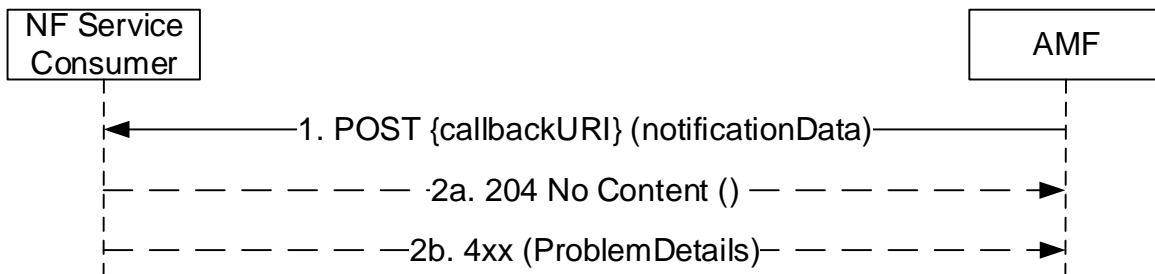 NF Service
Consumer
AMF
1. POST {callbackURI} (notificationData)
2a. 204 No Content ()
2b. 4xx (ProblemDetails)